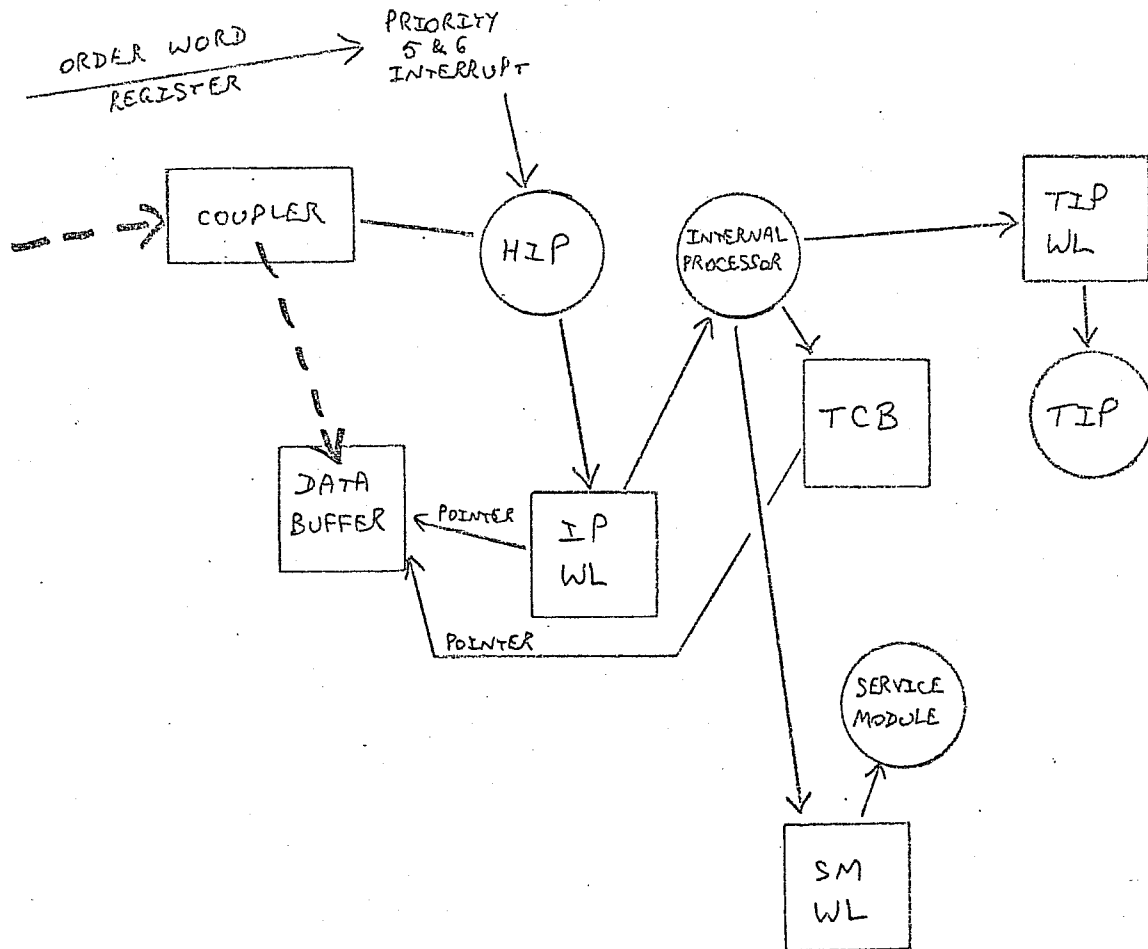 ORDER WORD
REGISTER
PRIORITY
5 & 6
INTERRUPT
COUPLER
HIP
INTERNAL
PROCESSOR
TIP
WL
TCB
TIP
DATA
BUFFER
POINTER
IP
WL
POINTER
SERVICE
MODULE
SM
WL